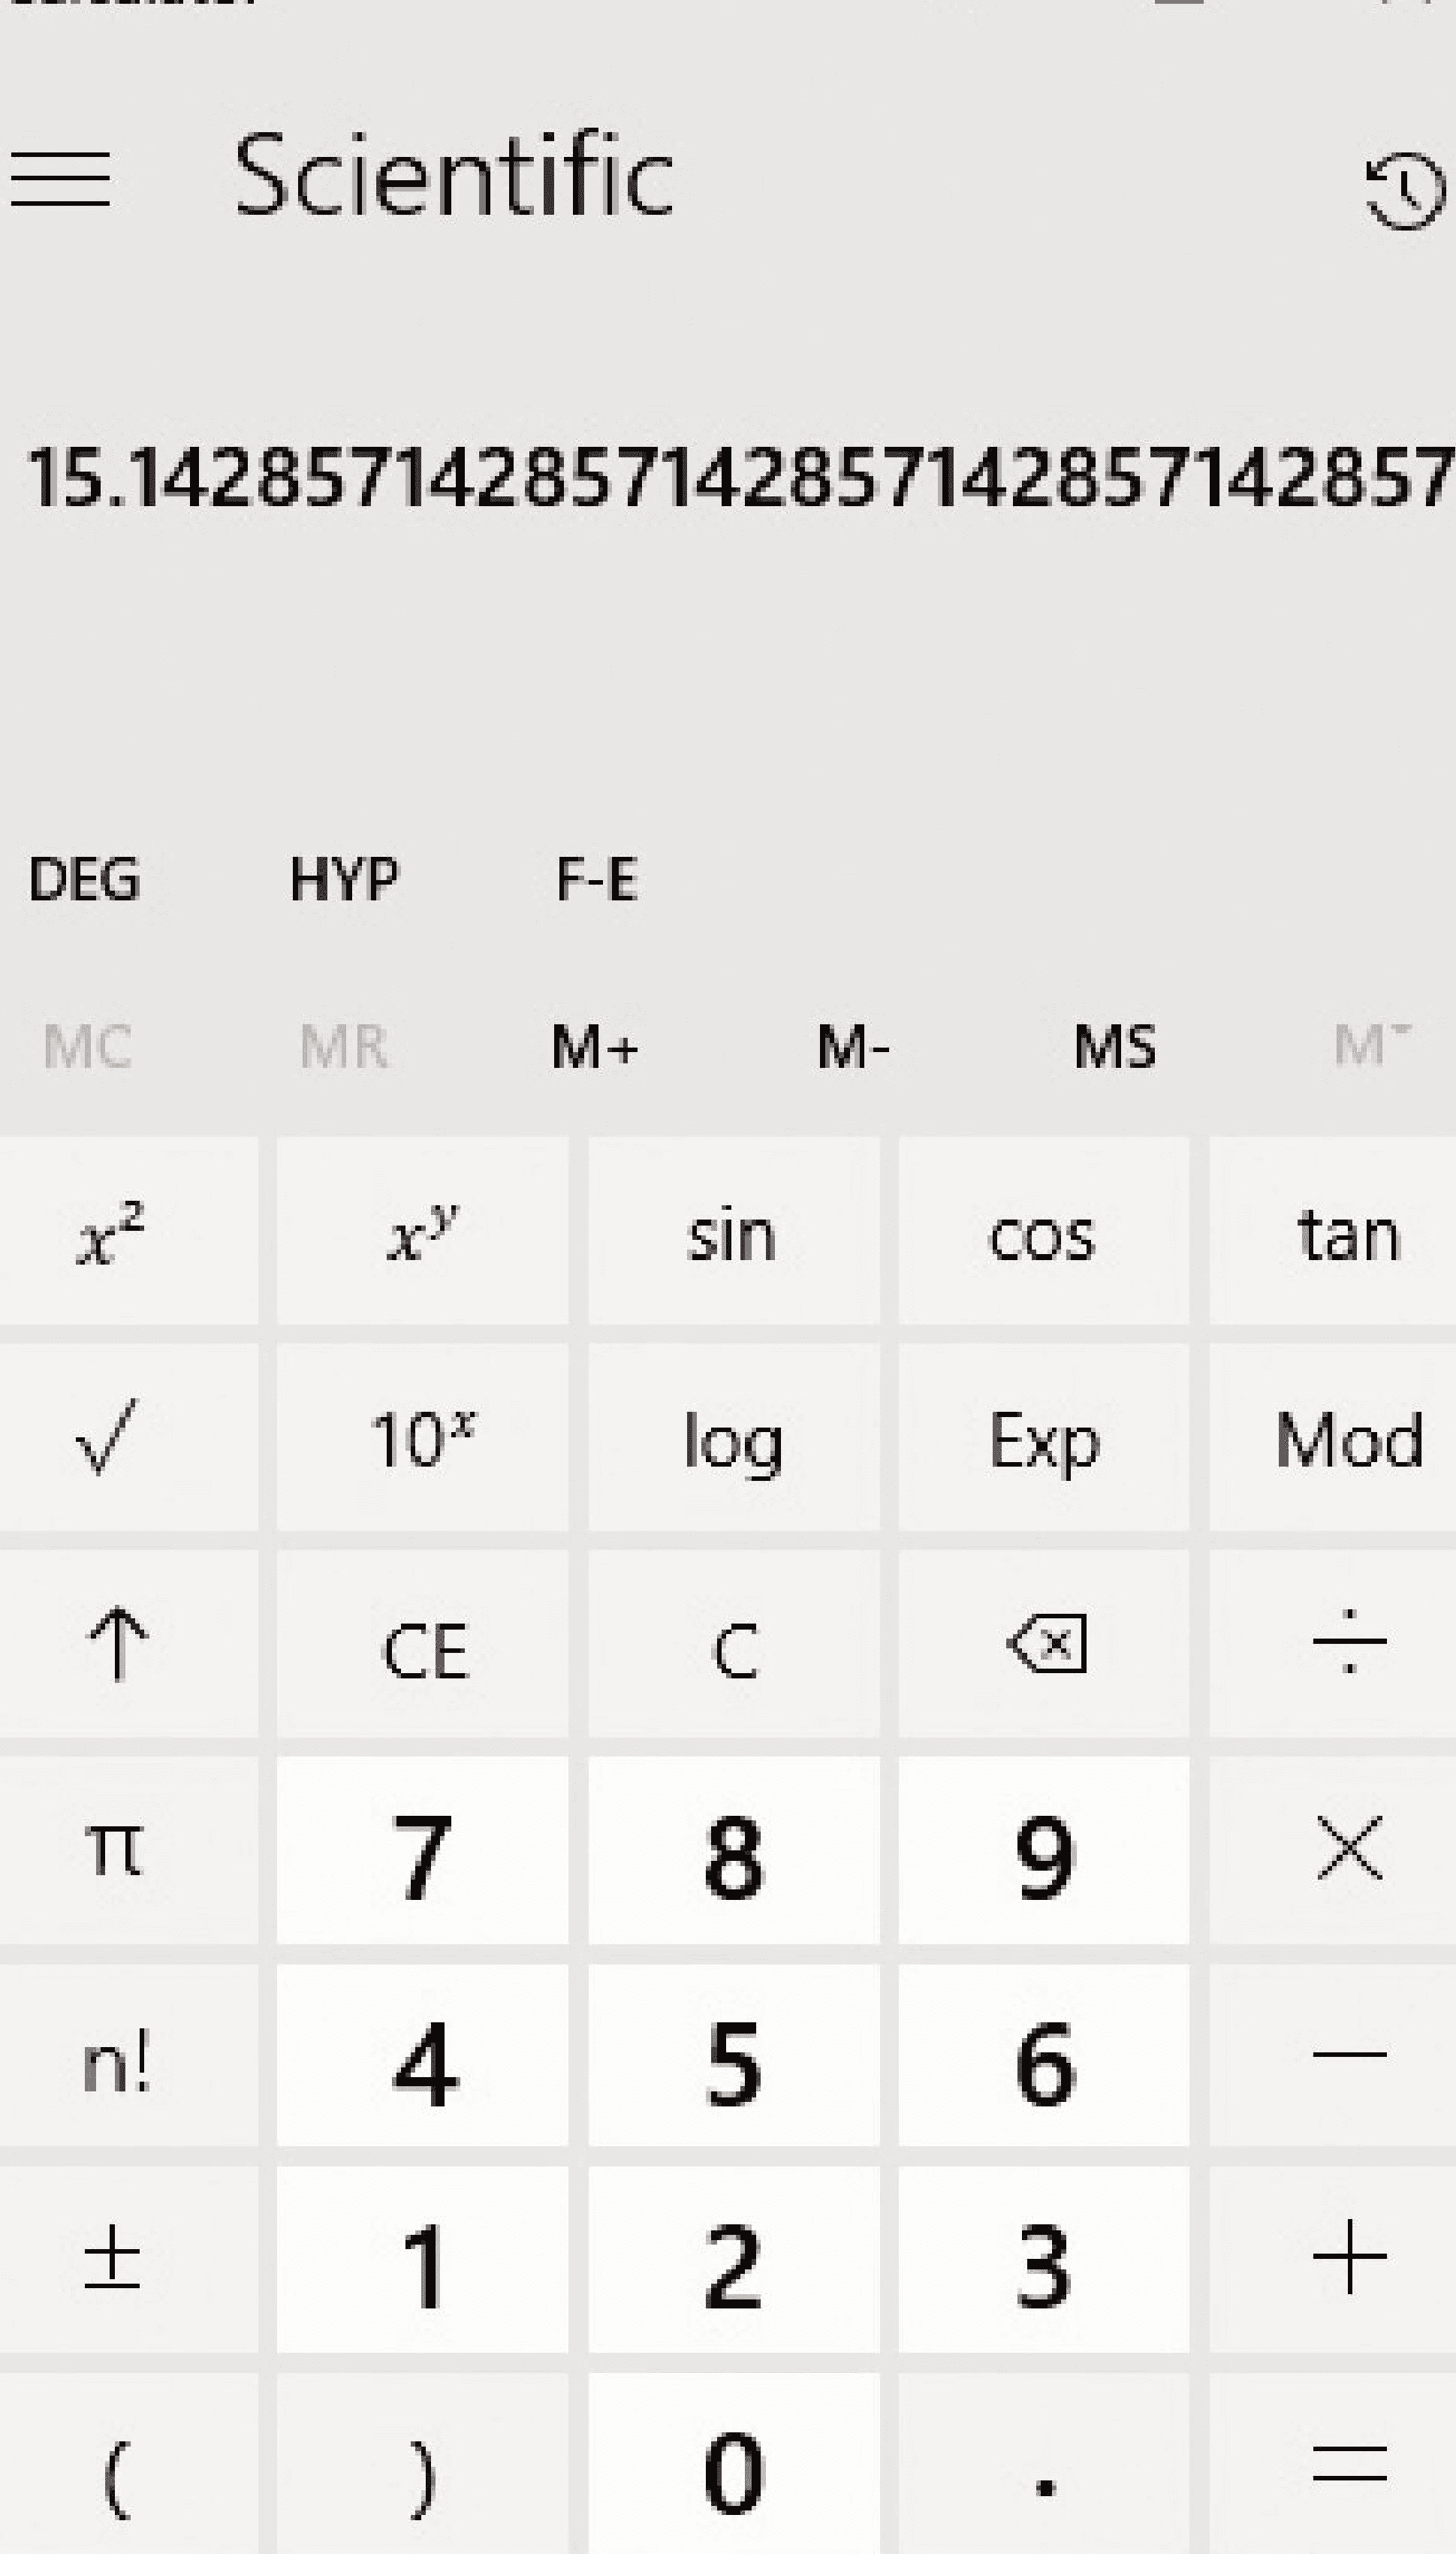 Scientific
15.142857142857142857142857142857
DEG HYP F-E
MC MR M+ M- MS M
x² xʸ sin cos tan
√ 10ˣ log Exp Mod
↑ CE C ÷
π 7 8 9 ×
n! 4 5 6 −
± 1 2 3 +
( ) 0 . =